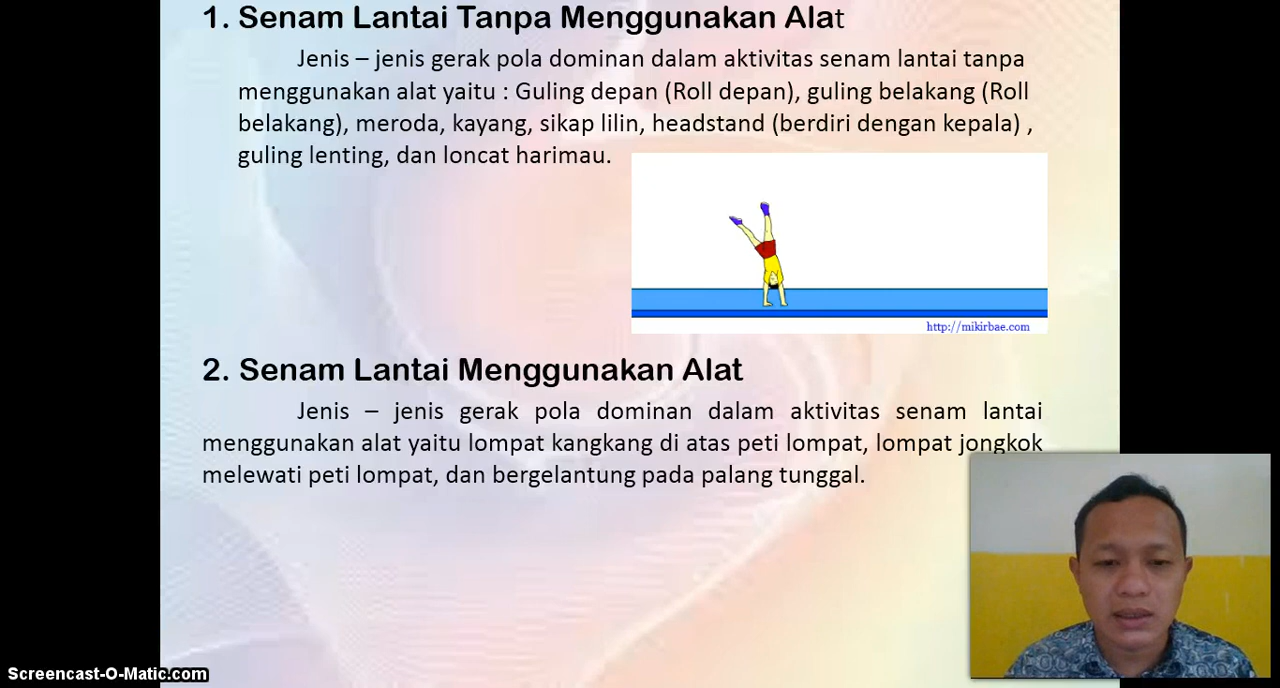 1. Senam Lantai Tanpa Menggunakan Alat
Jenis – jenis gerak pola dominan dalam aktivitas senam lantai tanpa
menggunakan alat yaitu : Guling depan (Roll depan), guling belakang (Roll
belakang), meroda, kayang, sikap lilin, headstand (berdiri dengan kepala) ,
guling lenting, dan loncat harimau.
http://mikirbae.com
2. Senam Lantai Menggunakan Alat
Jenis – jenis gerak pola dominan dalam aktivitas senam lantai
menggunakan alat yaitu lompat kangkang di atas peti lompat, lompat jongkok
melewati peti lompat, dan bergelantung pada palang tunggal.
Screencast-O-Matic.com